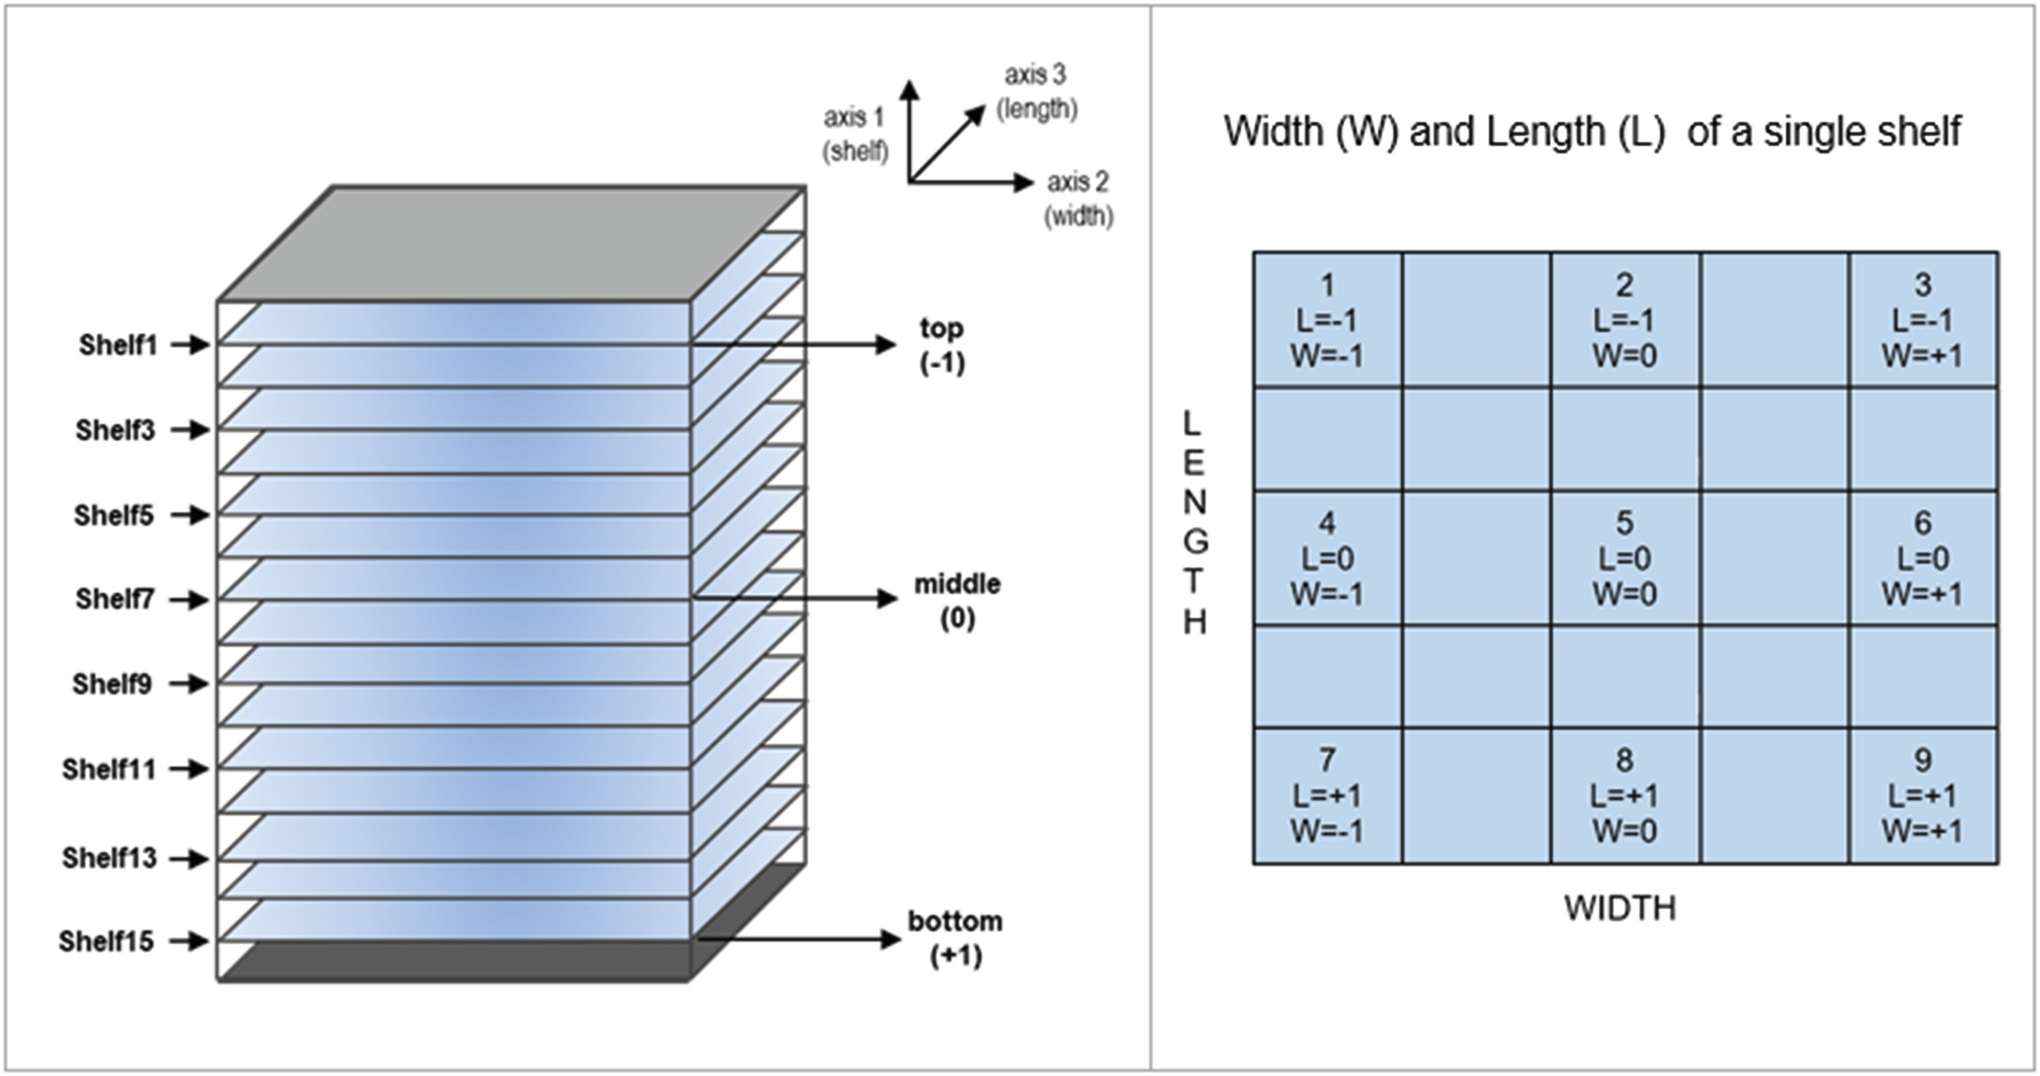 axis 3
(length)
axis 1
(shelf)
axis 2
(width)
Shelf1
top
(-1)
Shelf3
Shelf5
Shelf7
middle
(0)
Shelf9
Shelf11
Shelf13
Shelf15
bottom
(+1)
Width (W) and Length (L) of a single shelf
1
L=-1
W=-1
2
L=-1
W=0
3
L=-1
W=+1
4
L=0
W=-1
5
L=0
W=0
6
L=0
W=+1
7
L=+1
W=-1
8
L=+1
W=0
9
L=+1
W=+1
LENGTH
WIDTH